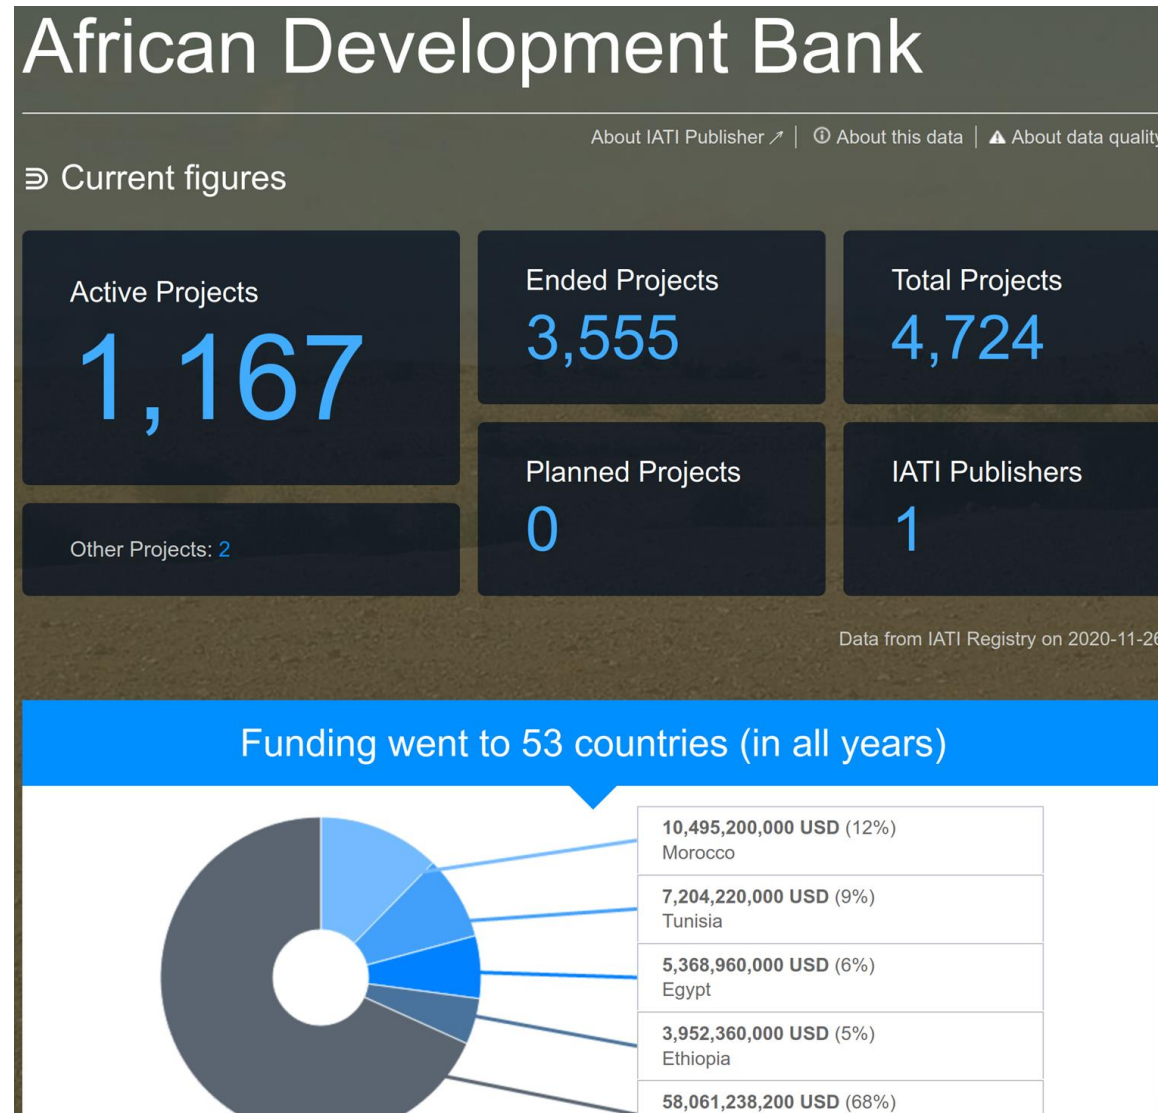 African Development Bank
About IATI Publisher ↗ | ⓘ About this data | ⚠ About data quality
Current figures
Active Projects
1,167
Other Projects: 2
Ended Projects
3,555
Total Projects
4,724
Planned Projects
0
IATI Publishers
1
Data from IATI Registry on 2020-11-26
Funding went to 53 countries (in all years)
10,495,200,000 USD (12%)
Morocco
7,204,220,000 USD (9%)
Tunisia
5,368,960,000 USD (6%)
Egypt
3,952,360,000 USD (5%)
Ethiopia
58,061,238,200 USD (68%)